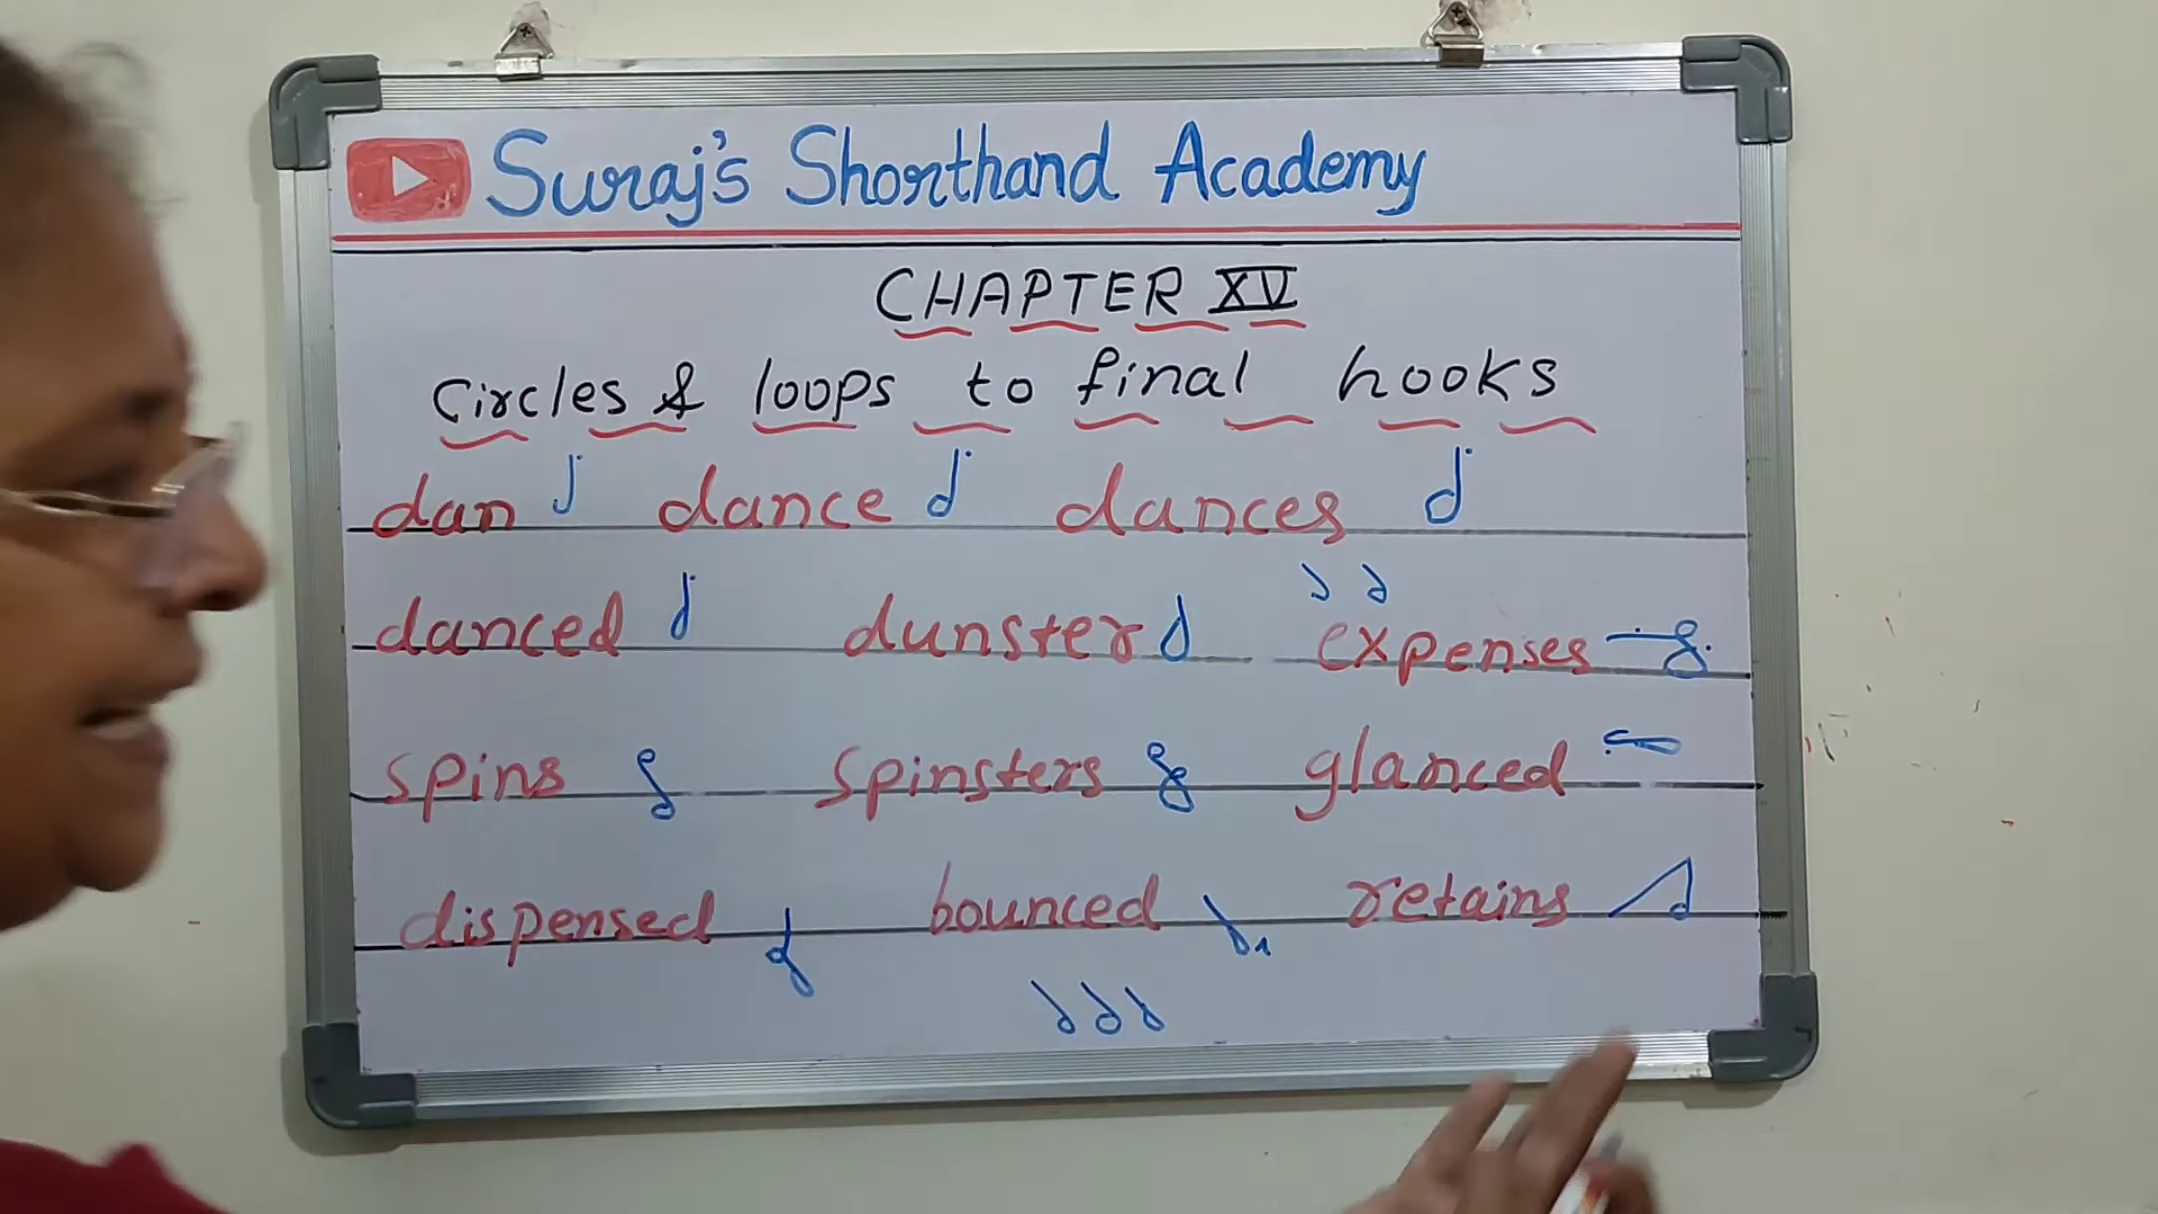 Suraj's Shorthand Academy
CHAPTER XV
Circles & loops to final hooks
dan dance dances
danced dunster expenses
spins spinsters glanced
dispensed bounced retains